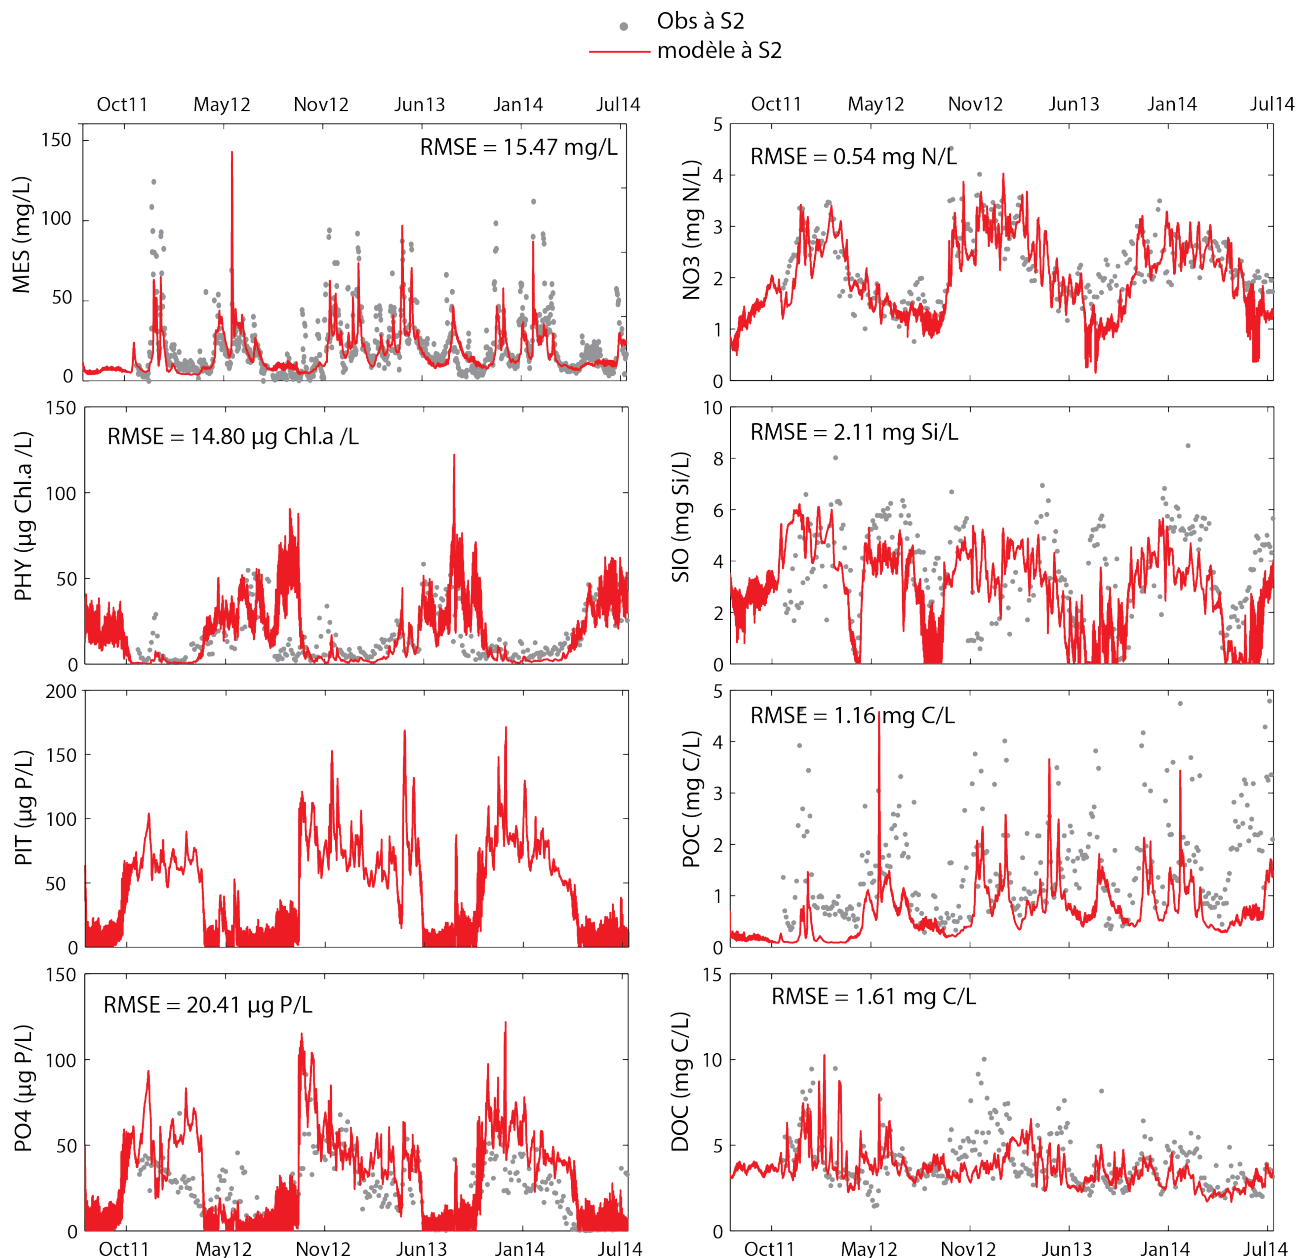 Obs à S2
modèle à S2
Oct11 May12 Nov12 Jun13 Jan14 Jul14
Oct11 May12 Nov12 Jun13 Jan14 Jul14
MES (mg/L)
150
100
50
0
RMSE = 15.47 mg/L
NO3 (mg N/L)
5
4
3
2
1
0
RMSE = 0.54 mg N/L
PHY (µg Chl.a /L)
150
100
50
0
RMSE = 14.80 µg Chl.a /L
SIO (mg Si/L)
10
8
6
4
2
0
RMSE = 2.11 mg Si/L
PIT (µg P/L)
200
150
100
50
0
POC (mg C/L)
5
4
3
2
1
0
RMSE = 1.16 mg C/L
PO4 (µg P/L)
150
100
50
0
RMSE = 20.41 µg P/L
DOC (mg C/L)
15
10
5
0
RMSE = 1.61 mg C/L
Oct11 May12 Nov12 Jun13 Jan14 Jul14
Oct11 May12 Nov12 Jun13 Jan14 Jul14